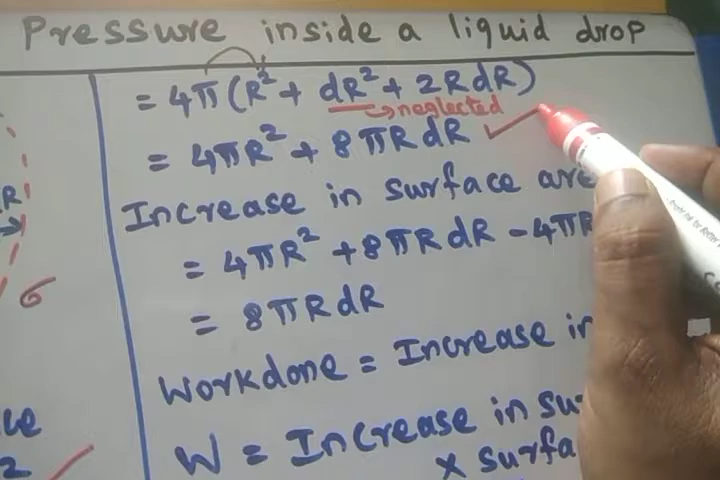 Pressure inside a liquid drop
= 4π(R² + dR² + 2RdR)
→neglected
= 4πR² + 8πRdR ✓
Increase in surface are
R
= 4πR² + 8πRdR − 4πR
σ
= 8πRdR
Workdone = Increase in
W = Increase in su
2
× surfa